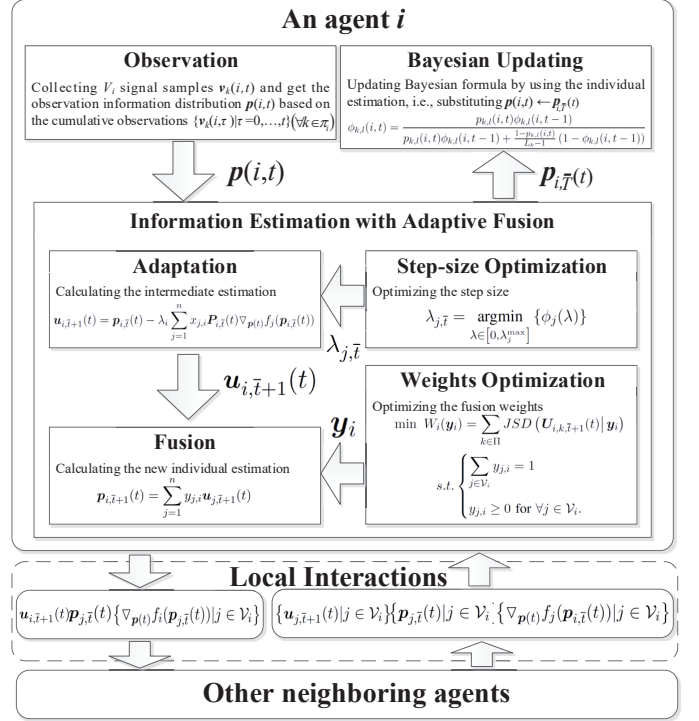 An agent i
Observation
Collecting V_i signal samples v_k(i,t) and get the
observation information distribution p(i,t) based on
the cumulative observations {v_k(i,τ)|τ=0,…,t}(∀k∈π_i)
Bayesian Updating
Updating Bayesian formula by using the individual
estimation, i.e., substituting p(i,t) ← p_{i,T̄}(t)
ϕ_{k,l}(i,t) = p_{k,l}(i,t)ϕ_{k,l}(i,t−1) / (p_{k,l}(i,t)ϕ_{k,l}(i,t−1) + (1−p_{k,l}(i,t))/(L_k−1) (1−ϕ_{k,l}(i,t−1)))
p(i,t)
p_{i,T̄}(t)
Information Estimation with Adaptive Fusion
Adaptation
Calculating the intermediate estimation
u_{i,t̄+1}(t) = p_{i,t̄}(t) − λ_i ∑_{j=1}^{n} x_{j,i} P_{i,t̄}(t)∇_{p(t)} f_j(p_{i,t̄}(t))
Step-size Optimization
Optimizing the step size
λ_{j,t̄} = argmin_{λ∈[0,λ_j^{max}]} {ϕ_j(λ)}
λ_{j,t̄}
u_{i,t̄+1}(t)
y_i
Weights Optimization
Optimizing the fusion weights
min W_i(y_i) = ∑_{k∈Π} JSD (U_{i,k,t̄+1}(t)| y_i)
s.t. { ∑_{j∈𝒱_i} y_{j,i} = 1
y_{j,i} ≥ 0 for ∀j ∈ 𝒱_i.
Fusion
Calculating the new individual estimation
p_{i,t̄+1}(t) = ∑_{j=1}^{n} y_{j,i} u_{j,t̄+1}(t)
Local Interactions
u_{i,t̄+1}(t) p_{j,t̄}(t) {∇_{p(t)} f_i(p_{j,t̄}(t))|j ∈ 𝒱_i}
{u_{j,t̄+1}(t)|j ∈ 𝒱_i} {p_{j,t̄}(t)|j ∈ 𝒱_i} {∇_{p(t)} f_j(p_{i,t̄}(t))|j ∈ 𝒱_i}
Other neighboring agents